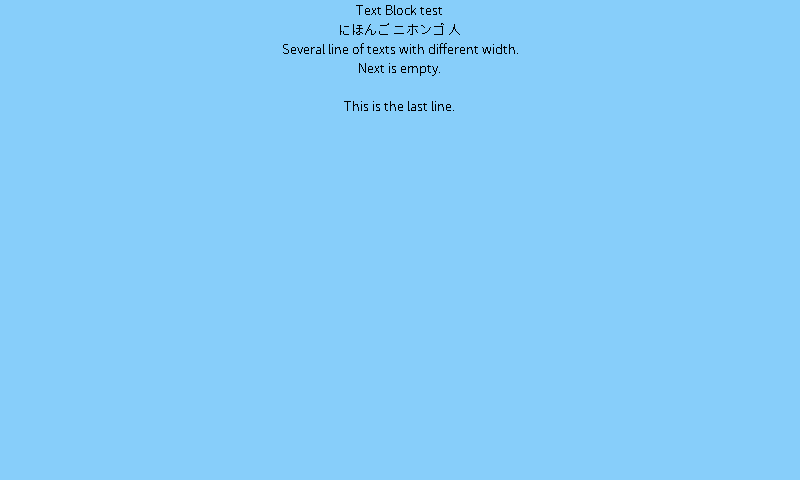 Text Block test
にほんご ニホンゴ 人
Several line of texts with different width.
Next is empty.

This is the last line.